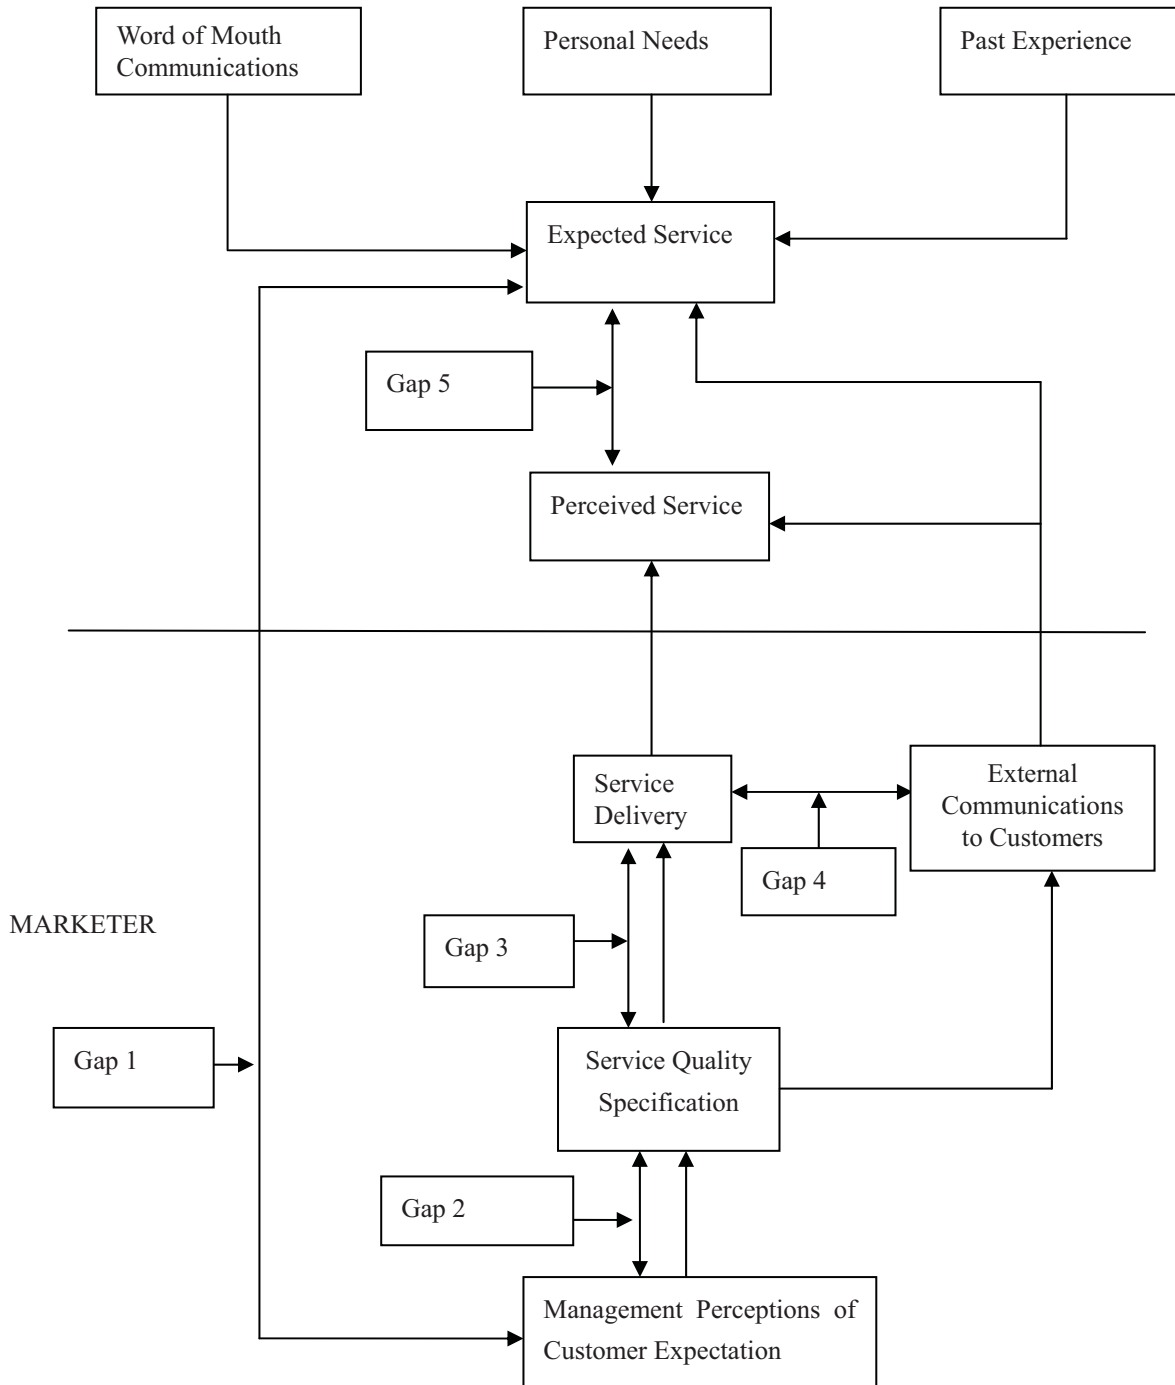 Word of Mouth
Communications
Personal Needs
Past Experience
Expected Service
Gap 5
Perceived Service
Service
Delivery
External
Communications
to Customers
Gap 4
MARKETER
Gap 3
Gap 1
Service Quality
Specification
Gap 2
Management Perceptions of
Customer Expectation